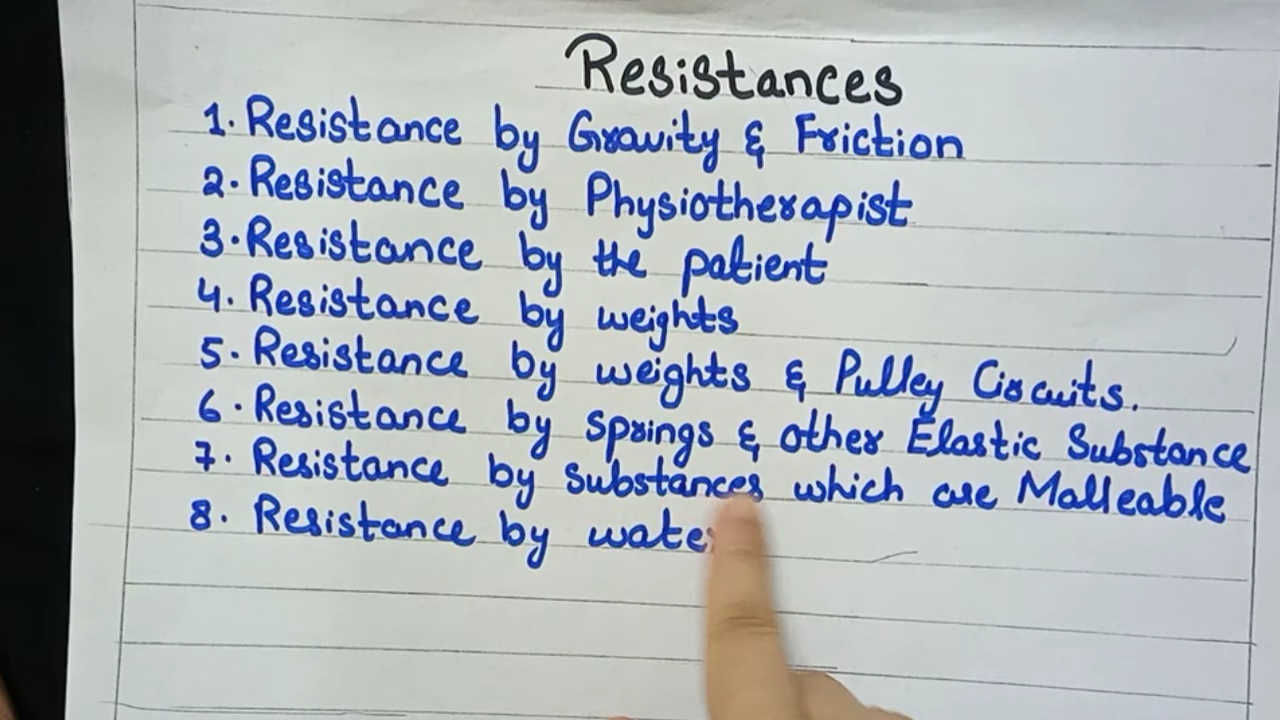 Resistances
1. Resistance by Gravity & Friction
2. Resistance by Physiotherapist
3. Resistance by the patient
4. Resistance by weights
5. Resistance by weights & Pulley Circuits.
6. Resistance by springs & other Elastic Substance
7. Resistance by substances which are Malleable
8. Resistance by water